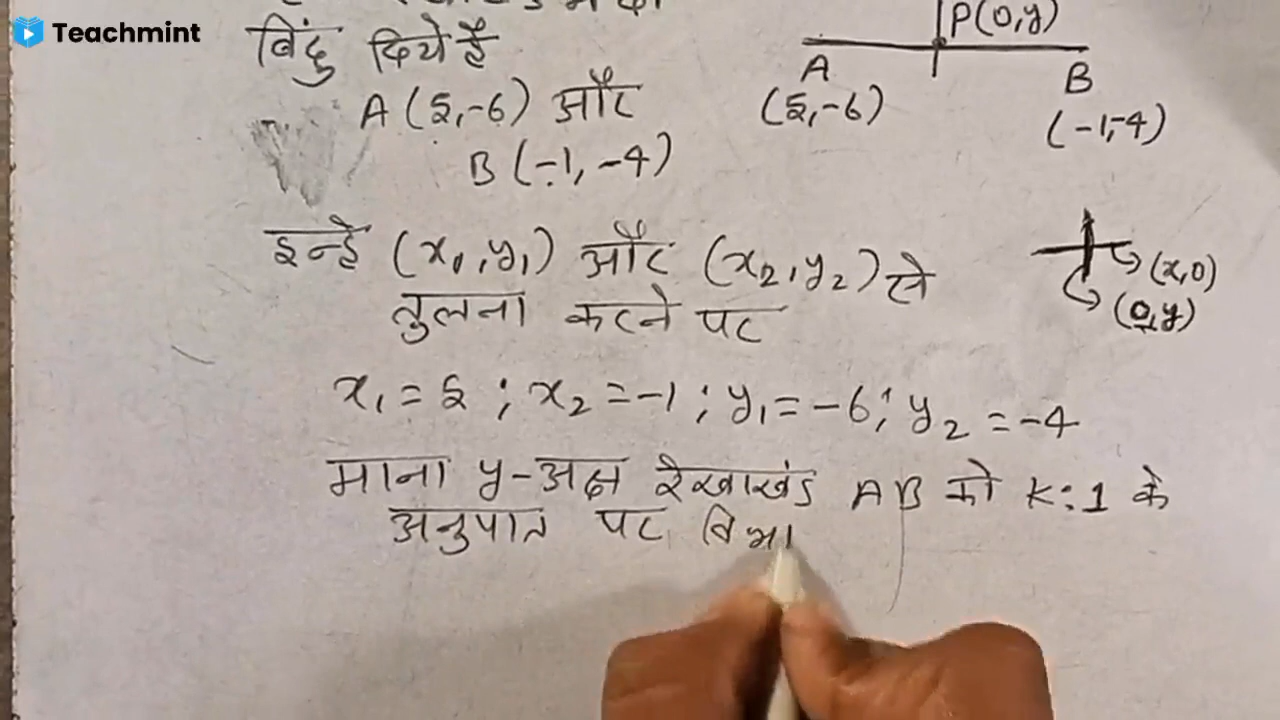 Teachmint
बिंदु दिये है
A (5,-6) और
B (-1, -4)
P(0,y)
A
B
(5,-6)
(-1,-4)
इन्हे (x₁,y₁) और (x₂,y₂) से
तुलना करने पर
(x,0)
(0,y)
x₁ = 5 ; x₂ = -1 ; y₁ = -6 ; y₂ = -4
माना y-अक्ष रेखाखंड AB को K:1 के
अनुपात पर विभा